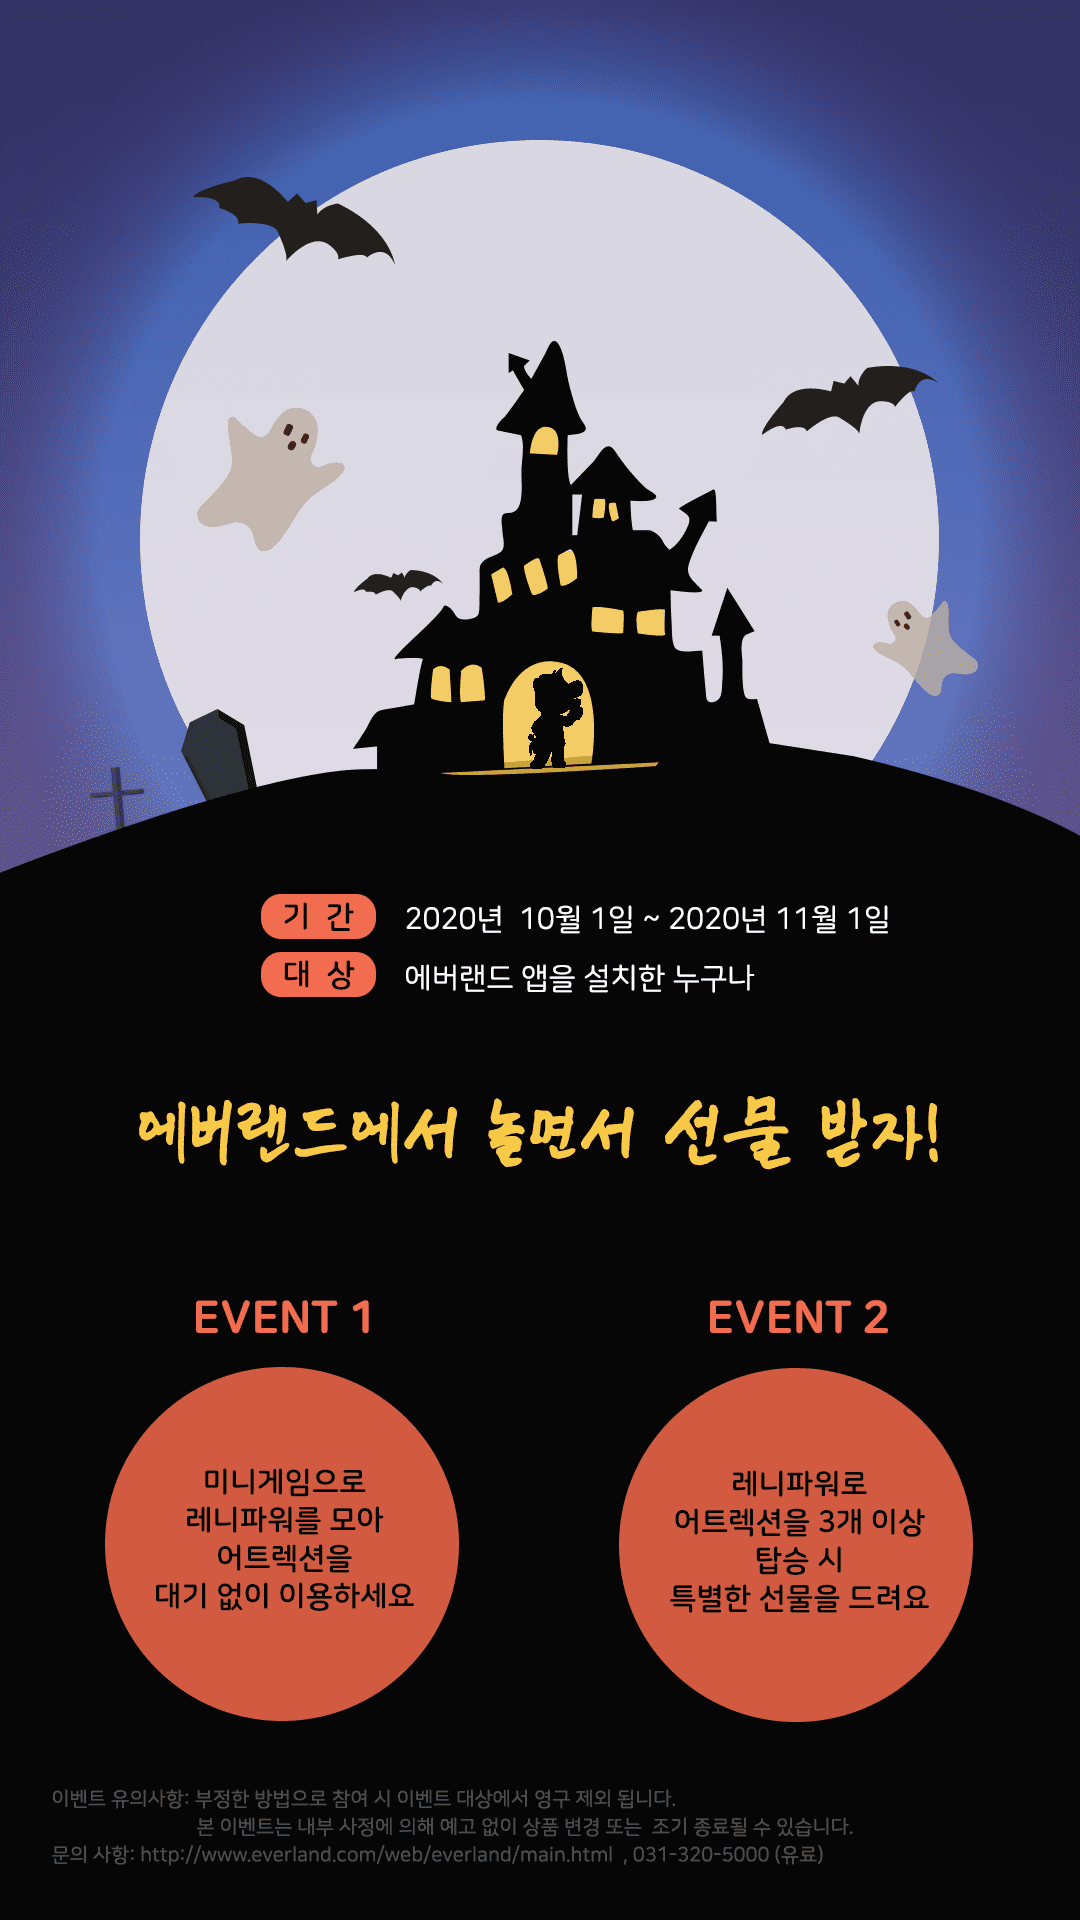 기 간 2020년 10월 1일 ~ 2020년 11월 1일
대 상 에버랜드 앱을 설치한 누구나
에버랜드에서 놀면서 선물 받자!
EVENT 1
미니게임으로
레니파워를 모아
어트렉션을
대기 없이 이용하세요
EVENT 2
레니파워로
어트렉션을 3개 이상
탑승 시
특별한 선물을 드려요
이벤트 유의사항: 부정한 방법으로 참여 시 이벤트 대상에서 영구 제외 됩니다.
본 이벤트는 내부 사정에 의해 예고 없이 상품 변경 또는 조기 종료될 수 있습니다.
문의 사항: http://www.everland.com/web/everland/main.html , 031-320-5000 (유료)